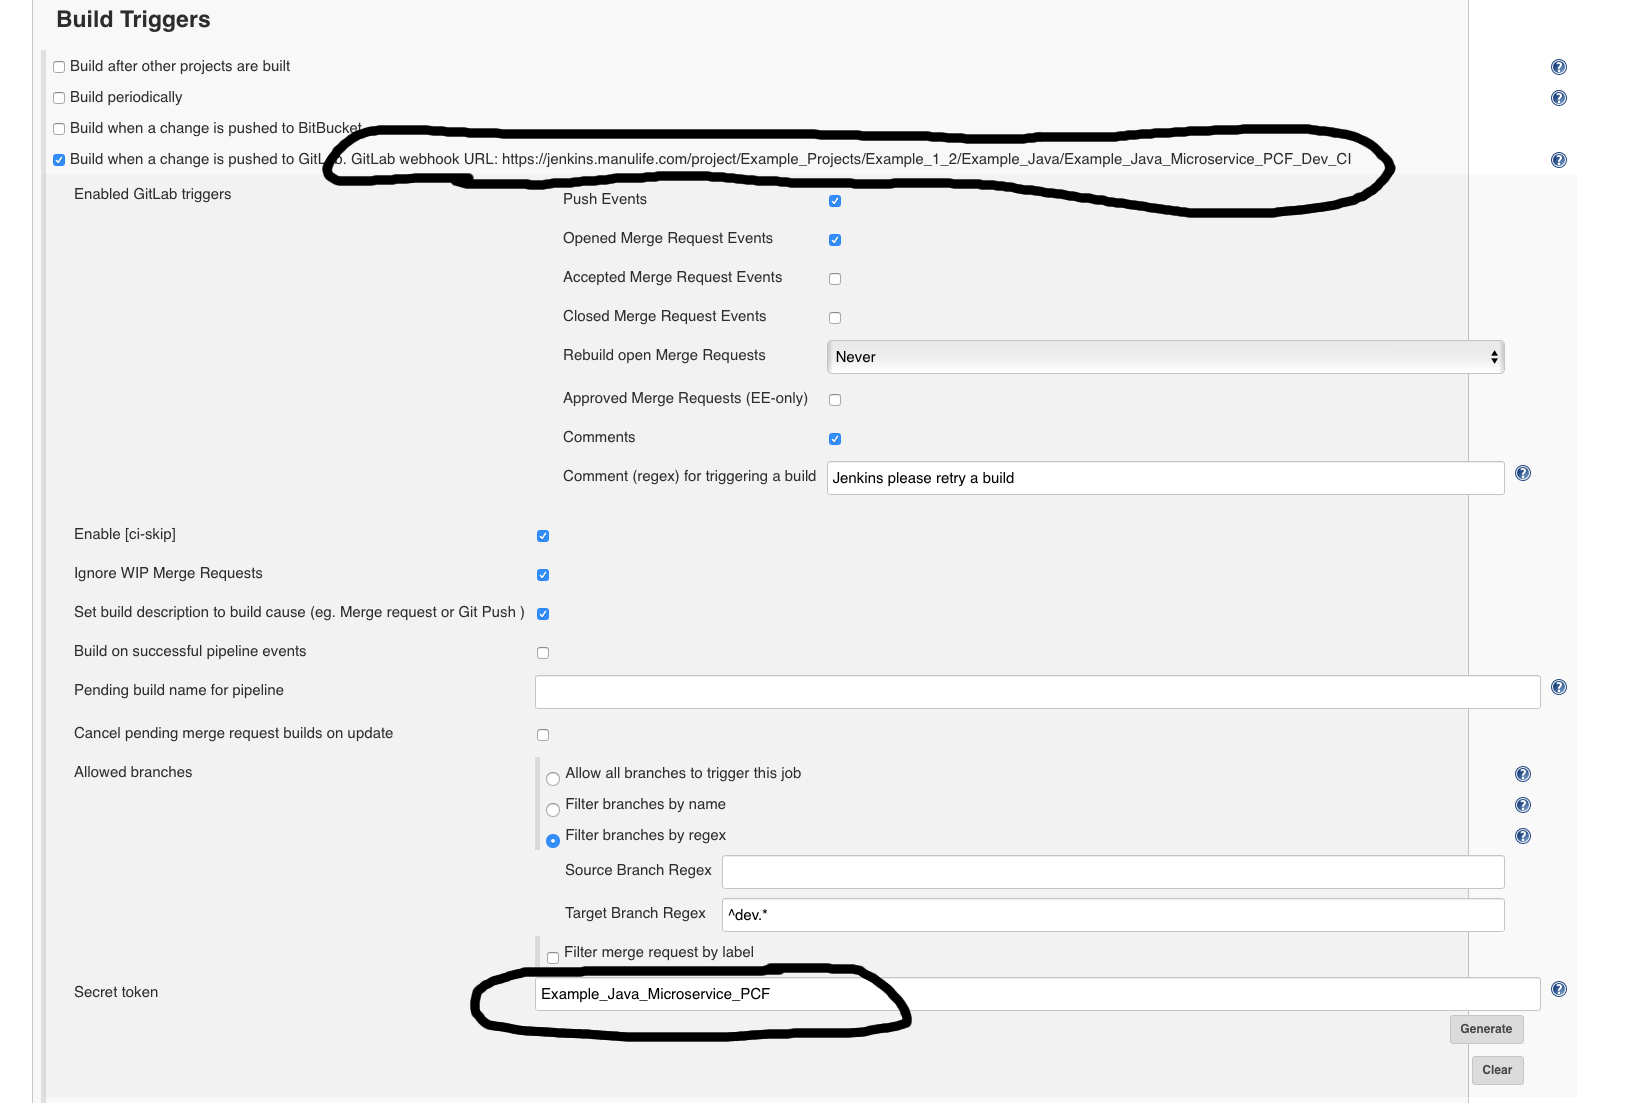 Build Triggers
Build after other projects are built
Build periodically
Build when a change is pushed to BitBucket
Build when a change is pushed to GitLab. GitLab webhook URL: https://jenkins.manulife.com/project/Example_Projects/Example_1_2/Example_Java/Example_Java_Microservice_PCF_Dev_CI
Enabled GitLab triggers
Push Events
Opened Merge Request Events
Accepted Merge Request Events
Closed Merge Request Events
Rebuild open Merge Requests Never
Approved Merge Requests (EE-only)
Comments
Comment (regex) for triggering a build Jenkins please retry a build
Enable [ci-skip]
Ignore WIP Merge Requests
Set build description to build cause (eg. Merge request or Git Push )
Build on successful pipeline events
Pending build name for pipeline
Cancel pending merge request builds on update
Allowed branches
Allow all branches to trigger this job
Filter branches by name
Filter branches by regex
Source Branch Regex
Target Branch Regex ^dev.*
Filter merge request by label
Secret token Example_Java_Microservice_PCF
Generate
Clear